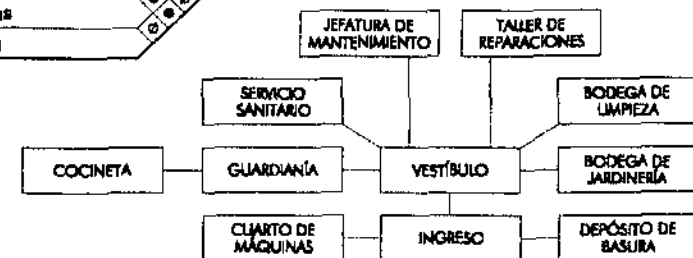 JEFATURA DE
MANTENIMIENTO
TALLER DE
REPARACIONES
SERVICIO
SANITARIO
BODEGA DE
LIMPIEZA
COCINETA
GUARDIANÍA
VESTÍBULO
BODEGA DE
JARDINERÍA
CUARTO DE
MÁQUINAS
INGRESO
DEPÓSITO DE
BASURA